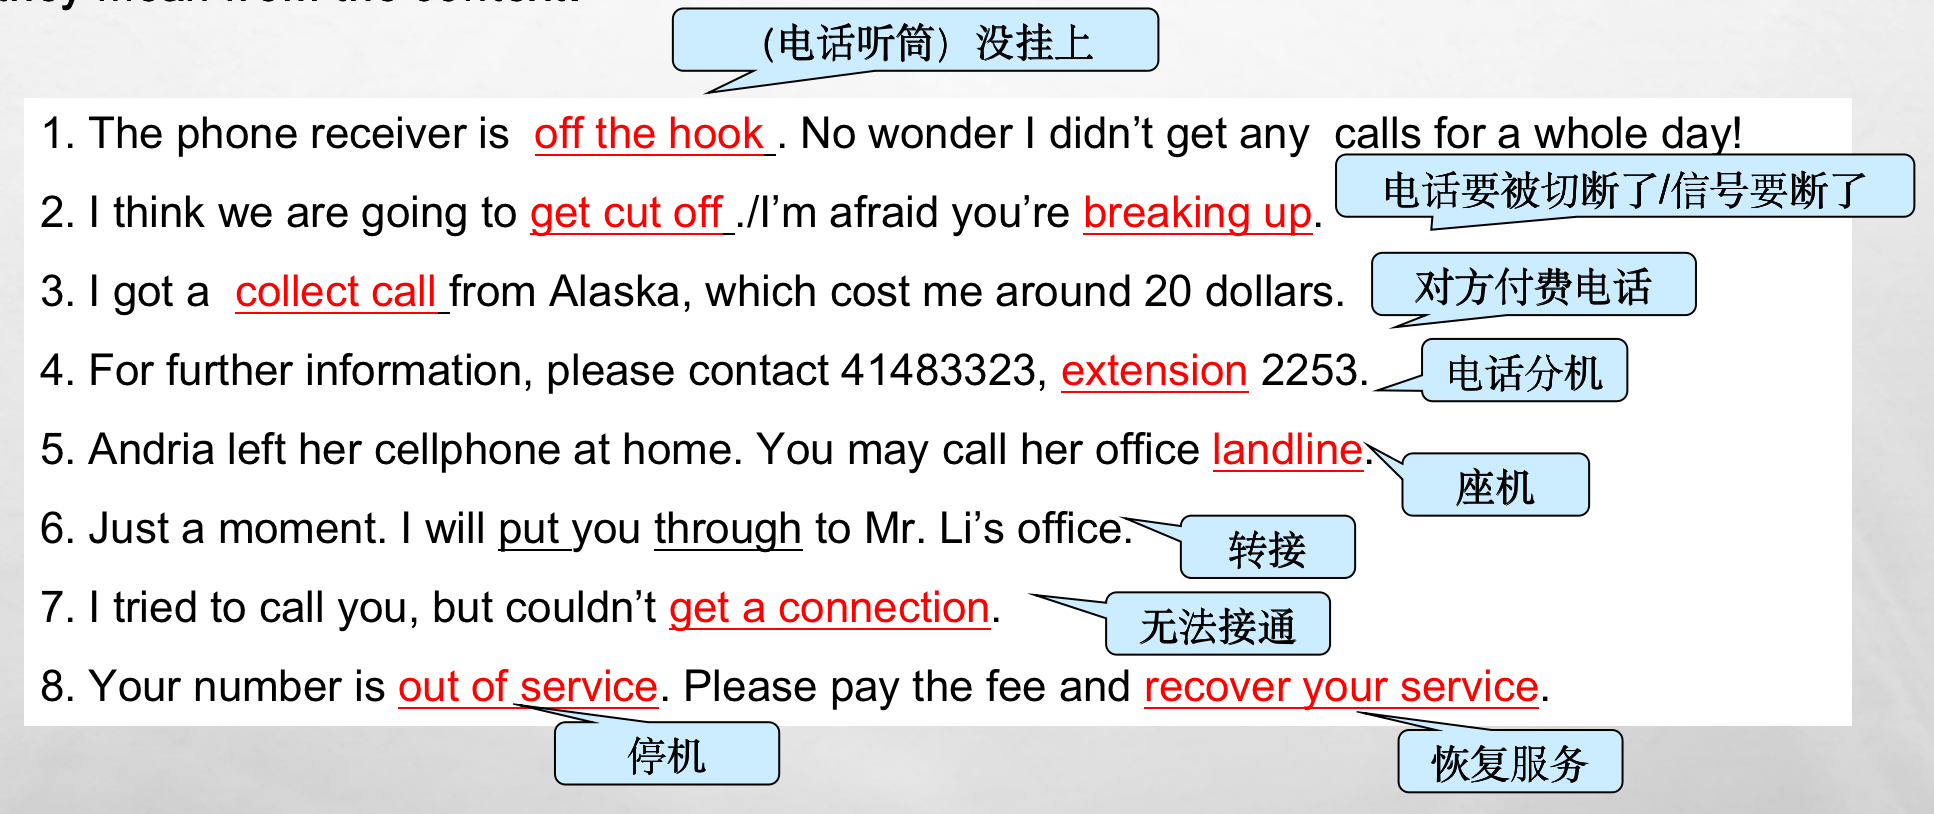 they mean from the context.
(电话听筒）没挂上
1. The phone receiver is off the hook . No wonder I didn’t get any calls for a whole day!
电话要被切断了/信号要断了
2. I think we are going to get cut off ./I’m afraid you’re breaking up.
3. I got a collect call from Alaska, which cost me around 20 dollars.
对方付费电话
4. For further information, please contact 41483323, extension 2253.
电话分机
5. Andria left her cellphone at home. You may call her office landline.
座机
6. Just a moment. I will put you through to Mr. Li’s office.
转接
7. I tried to call you, but couldn’t get a connection.
无法接通
8. Your number is out of service. Please pay the fee and recover your service.
停机
恢复服务